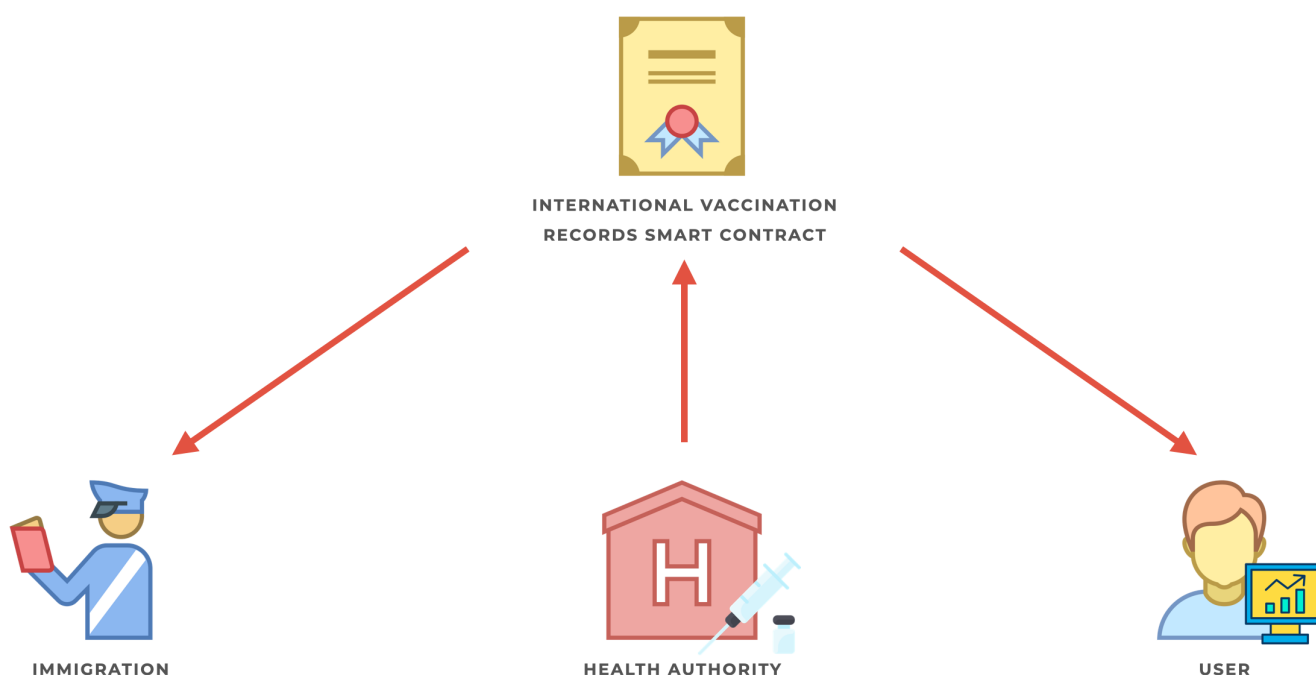 INTERNATIONAL VACCINATION
RECORDS SMART CONTRACT
H
IMMIGRATION
HEALTH AUTHORITY
USER